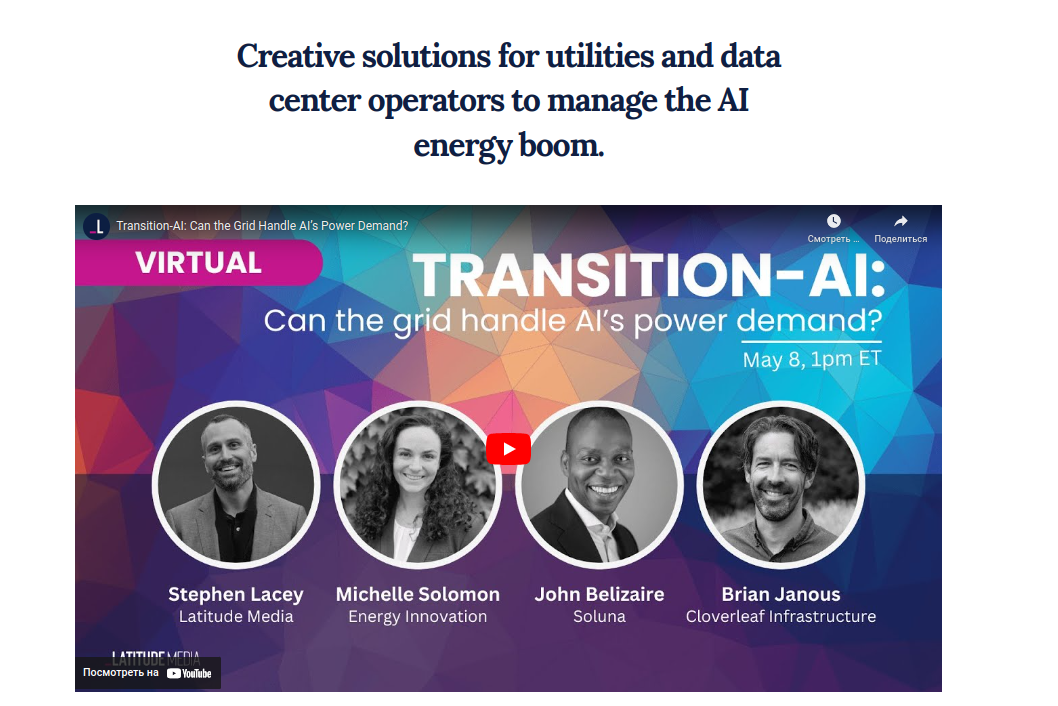 Creative solutions for utilities and data
center operators to manage the AI
energy boom.
Transition-AI: Can the Grid Handle AI's Power Demand?
Смотреть ...
Поделиться
VIRTUAL
TRANSITION-AI:
Can the grid handle AI's power demand?
May 8, 1pm ET
Stephen Lacey
Latitude Media
Michelle Solomon
Energy Innovation
John Belizaire
Soluna
Brian Janous
Cloverleaf Infrastructure
LATITUDE MEDIA
Посмотреть на YouTube